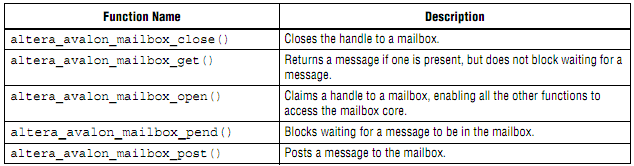 Function Name Description
altera_avalon_mailbox_close() Closes the handle to a mailbox.
altera_avalon_mailbox_get() Returns a message if one is present, but does not block waiting for a
message.
altera_avalon_mailbox_open() Claims a handle to a mailbox, enabling all the other functions to
access the mailbox core.
altera_avalon_mailbox_pend() Blocks waiting for a message to be in the mailbox.
altera_avalon_mailbox_post() Posts a message to the mailbox.